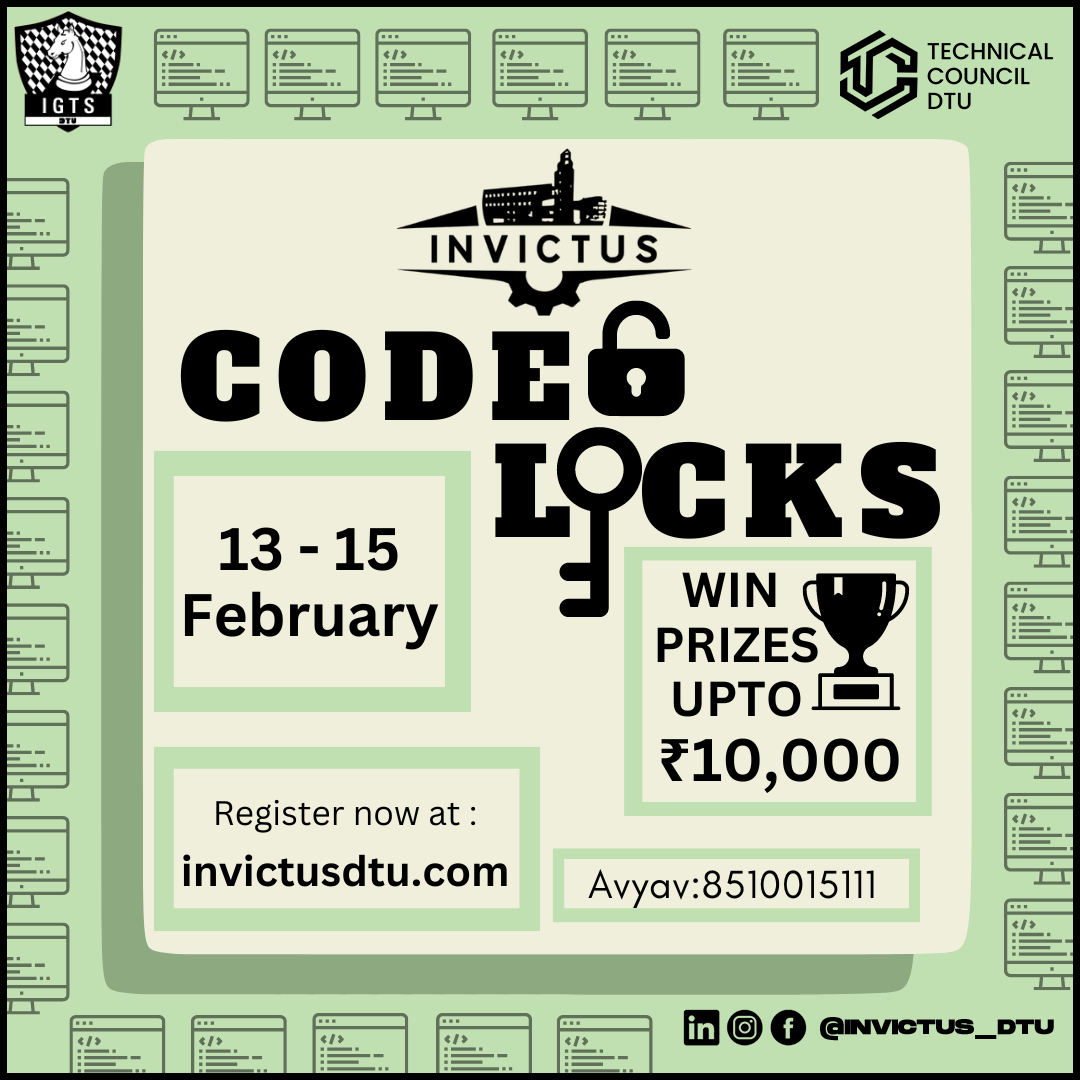 IGTS
DTU
TECHNICAL
COUNCIL
DTU
INVICTUS
CODE
LOCKS
13 - 15
February
WIN
PRIZES
UPTO
₹10,000
Register now at :
invictusdtu.com
Avyav:8510015111
@INVICTUS_DTU